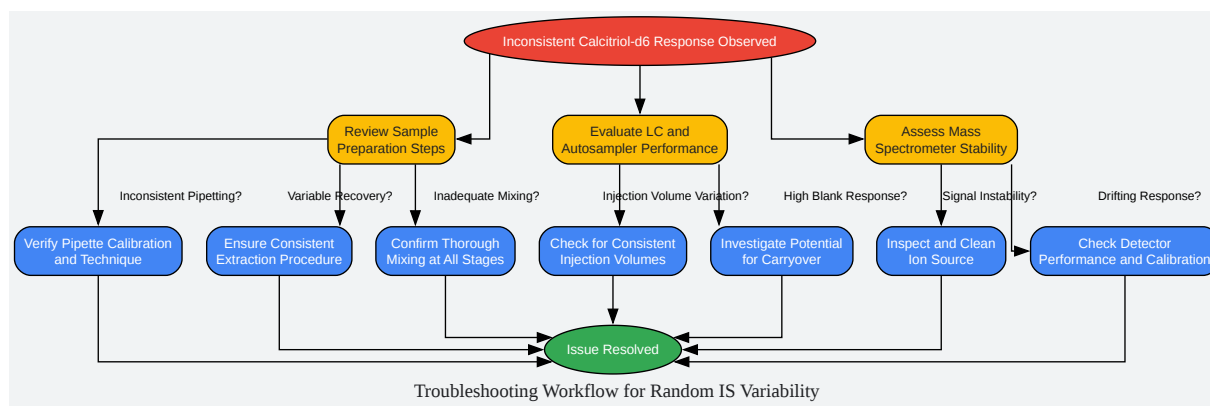 Inconsistent Calcitriol-d6 Response Observed
Review Sample
Preparation Steps
Evaluate LC and
Autosampler Performance
Assess Mass
Spectrometer Stability
Inconsistent Pipetting?
Variable Recovery?
Inadequate Mixing?
Injection Volume Variation?
High Blank Response?
Signal Instability?
Drifting Response?
Verify Pipette Calibration
and Technique
Ensure Consistent
Extraction Procedure
Confirm Thorough
Mixing at All Stages
Check for Consistent
Injection Volumes
Investigate Potential
for Carryover
Inspect and Clean
Ion Source
Check Detector
Performance and Calibration
Issue Resolved
Troubleshooting Workflow for Random IS Variability